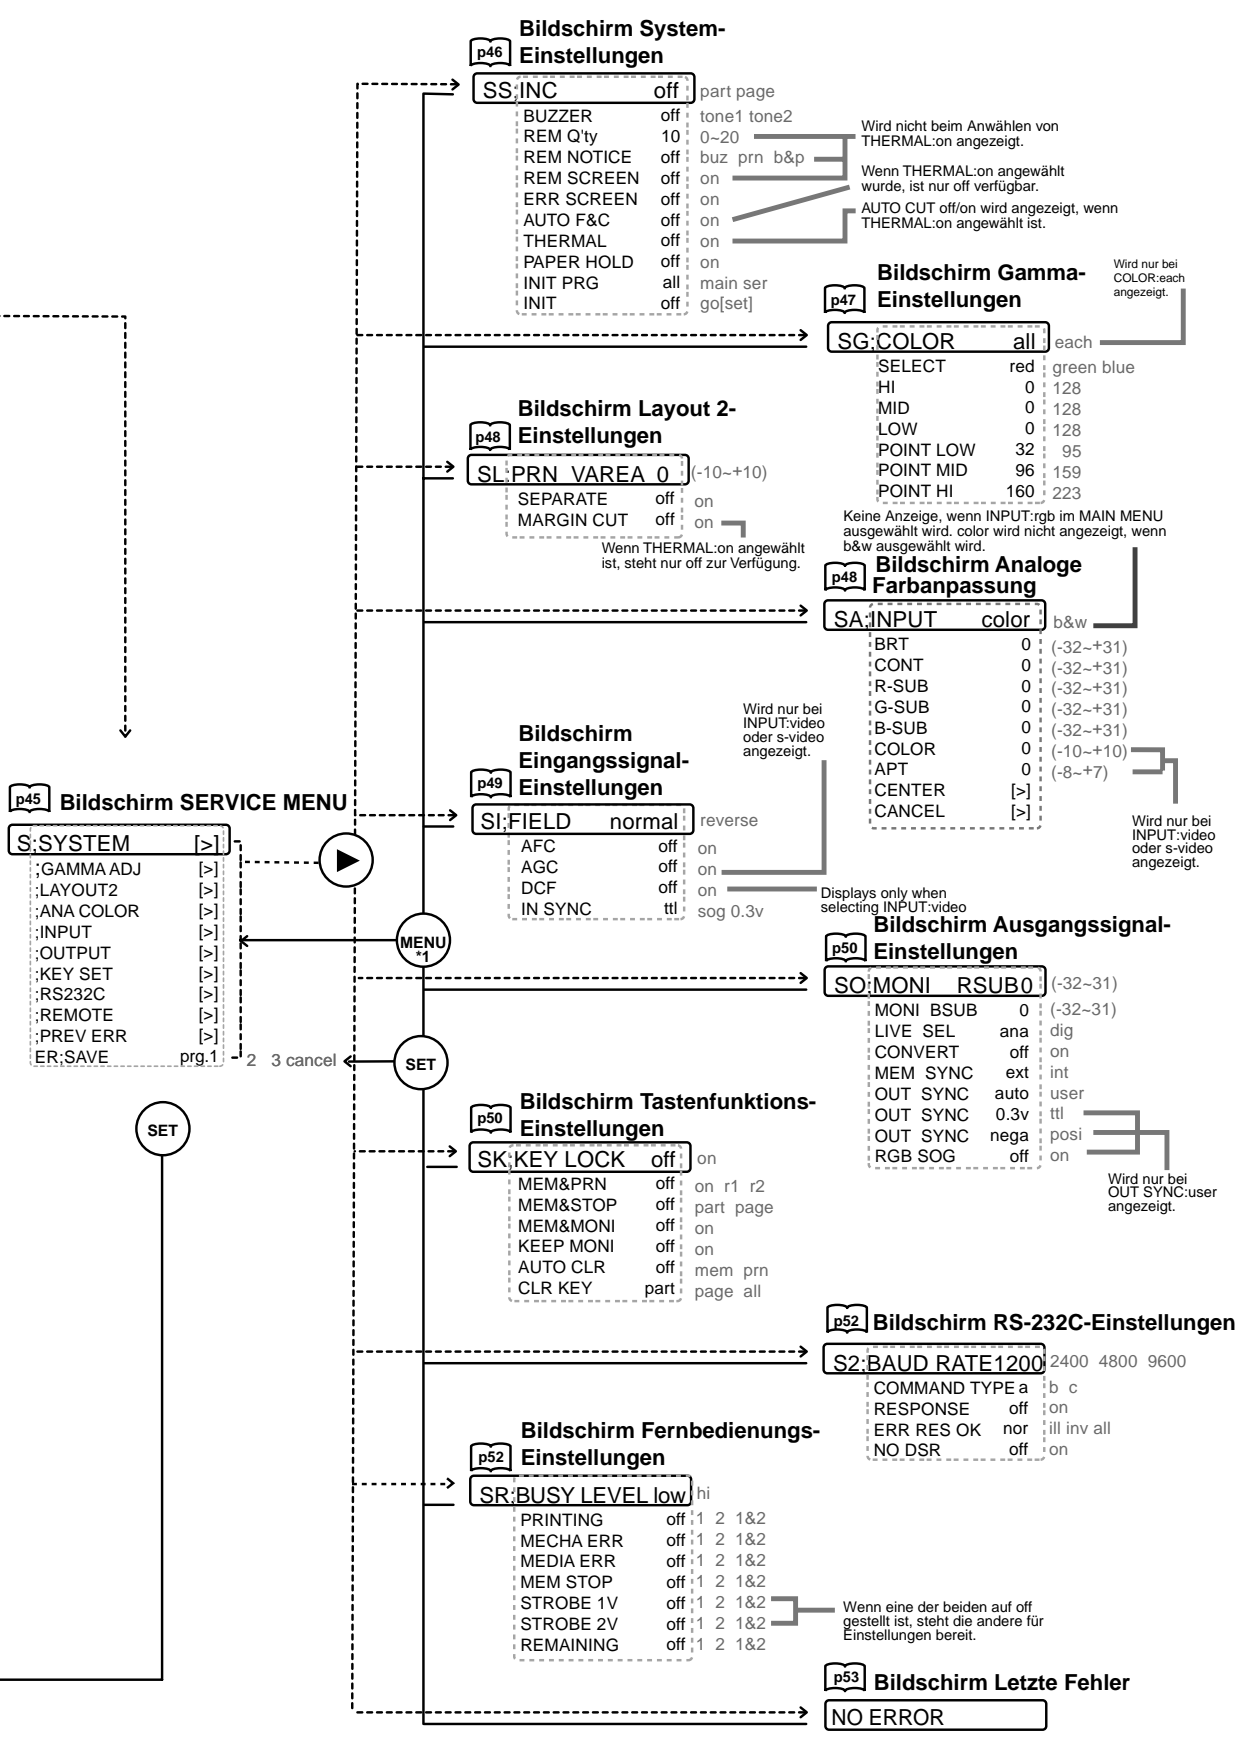 Bildschirm System-
p46 Einstellungen
SS;INC off part page
BUZZER off tone1 tone2
REM Q'ty 10 0~20
REM NOTICE off buz prn b&p
REM SCREEN off on
ERR SCREEN off on
AUTO F&C off on
THERMAL off on
PAPER HOLD off on
INIT PRG all main ser
INIT off go[set]
Wird nicht beim Anwählen von
THERMAL:on angezeigt.
Wenn THERMAL:on angewählt
wurde, ist nur off verfügbar.
AUTO CUT off/on wird angezeigt, wenn
THERMAL:on angewählt ist.
Bildschirm Gamma-
p47 Einstellungen
Wird nur bei
COLOR:each
angezeigt.
SG;COLOR all each
SELECT red green blue
HI 0 128
MID 0 128
LOW 0 128
POINT LOW 32 95
POINT MID 96 159
POINT HI 160 223
Bildschirm Layout 2-
p48 Einstellungen
SL;PRN VAREA 0 (-10~+10)
SEPARATE off on
MARGIN CUT off on
Wenn THERMAL:on angewählt
ist, steht nur off zur Verfügung.
Keine Anzeige, wenn INPUT:rgb im MAIN MENU
ausgewählt wird. color wird nicht angezeigt, wenn
b&w ausgewählt wird.
Bildschirm Analoge
p48 Farbanpassung
SA;INPUT color b&w
BRT 0 (-32~+31)
CONT 0 (-32~+31)
R-SUB 0 (-32~+31)
G-SUB 0 (-32~+31)
B-SUB 0 (-32~+31)
COLOR 0 (-10~+10)
APT 0 (-8~+7)
CENTER [>]
CANCEL [>]
Wird nur bei
INPUT:video
oder s-video
angezeigt.
Wird nur bei
INPUT:video
oder s-video
angezeigt.
Bildschirm
Eingangssignal-
p49 Einstellungen
SI;FIELD normal reverse
AFC off on
AGC off on
DCF off on
IN SYNC ttl sog 0.3v
Displays only when
selecting INPUT:video
p45 Bildschirm SERVICE MENU
S;SYSTEM [>]
;GAMMA ADJ [>]
;LAYOUT2 [>]
;ANA COLOR [>]
;INPUT [>]
;OUTPUT [>]
;KEY SET [>]
;RS232C [>]
;REMOTE [>]
;PREV ERR [>]
ER;SAVE prg.1 2 3 cancel
MENU
*1
SET
SET
Bildschirm Ausgangssignal-
p50 Einstellungen
SO;MONI RSUB0 (-32~31)
MONI BSUB 0 (-32~31)
LIVE SEL ana dig
CONVERT off on
MEM SYNC ext int
OUT SYNC auto user
OUT SYNC 0.3v ttl
OUT SYNC nega posi
RGB SOG off on
Wird nur bei
OUT SYNC:user
angezeigt.
Bildschirm Tastenfunktions-
p50 Einstellungen
SK;KEY LOCK off on
MEM&PRN off on r1 r2
MEM&STOP off part page
MEM&MONI off on
KEEP MONI off on
AUTO CLR off mem prn
CLR KEY part page all
p52 Bildschirm RS-232C-Einstellungen
S2;BAUD RATE1200 2400 4800 9600
COMMAND TYPE a b c
RESPONSE off on
ERR RES OK nor ill inv all
NO DSR off on
Bildschirm Fernbedienungs-
p52 Einstellungen
SR;BUSY LEVEL low hi
PRINTING off 1 2 1&2
MECHA ERR off 1 2 1&2
MEDIA ERR off 1 2 1&2
MEM STOP off 1 2 1&2
STROBE 1V off 1 2 1&2
STROBE 2V off 1 2 1&2
REMAINING off 1 2 1&2
Wenn eine der beiden auf off
gestellt ist, steht die andere für
Einstellungen bereit.
p53 Bildschirm Letzte Fehler
NO ERROR